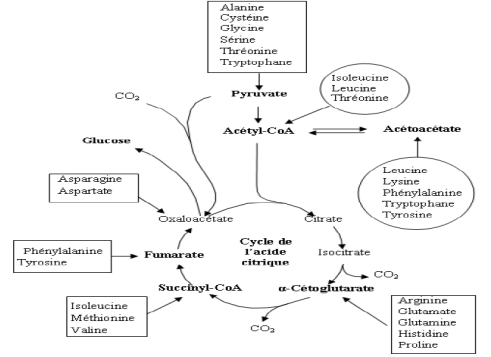 Alanine
Cystéine
Glycine
Sérine
Thréonine
Tryptophane
Isoleucine
Leucine
Thréonine
CO2
Pyruvate
Acétyl-CoA
Acétoacétate
Glucose
Leucine
Lysine
Phénylalanine
Tryptophane
Tyrosine
Asparagine
Aspartate
Oxaloacétate
Citrate
Phénylalanine
Tyrosine
Fumarate
Cycle de
l'acide
citrique
Isocitrate
CO2
Succinyl-CoA
α-Cétoglutarate
Isoleucine
Méthionine
Valine
CO2
Arginine
Glutamate
Glutamine
Histidine
Proline